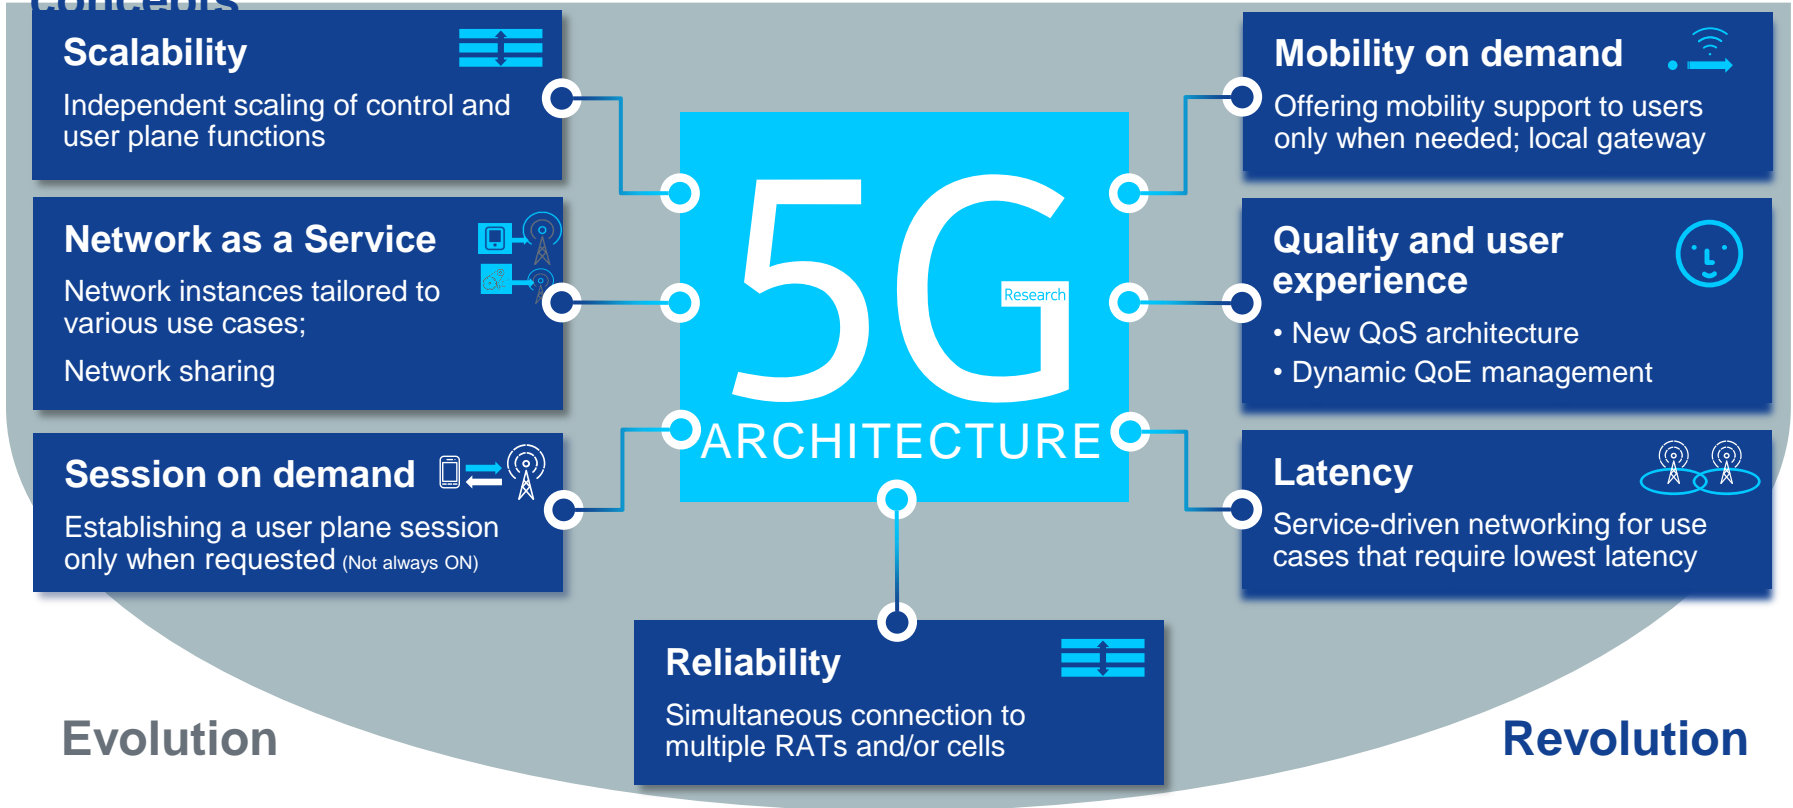 concepts
Scalability
Independent scaling of control and
user plane functions
Network as a Service
Network instances tailored to
various use cases;
Network sharing
Session on demand
Establishing a user plane session
only when requested (Not always ON)
5G
Research
ARCHITECTURE
Mobility on demand
Offering mobility support to users
only when needed; local gateway
Quality and user
experience
• New QoS architecture
• Dynamic QoE management
Latency
Service-driven networking for use
cases that require lowest latency
Reliability
Simultaneous connection to
multiple RATs and/or cells
Evolution
Revolution